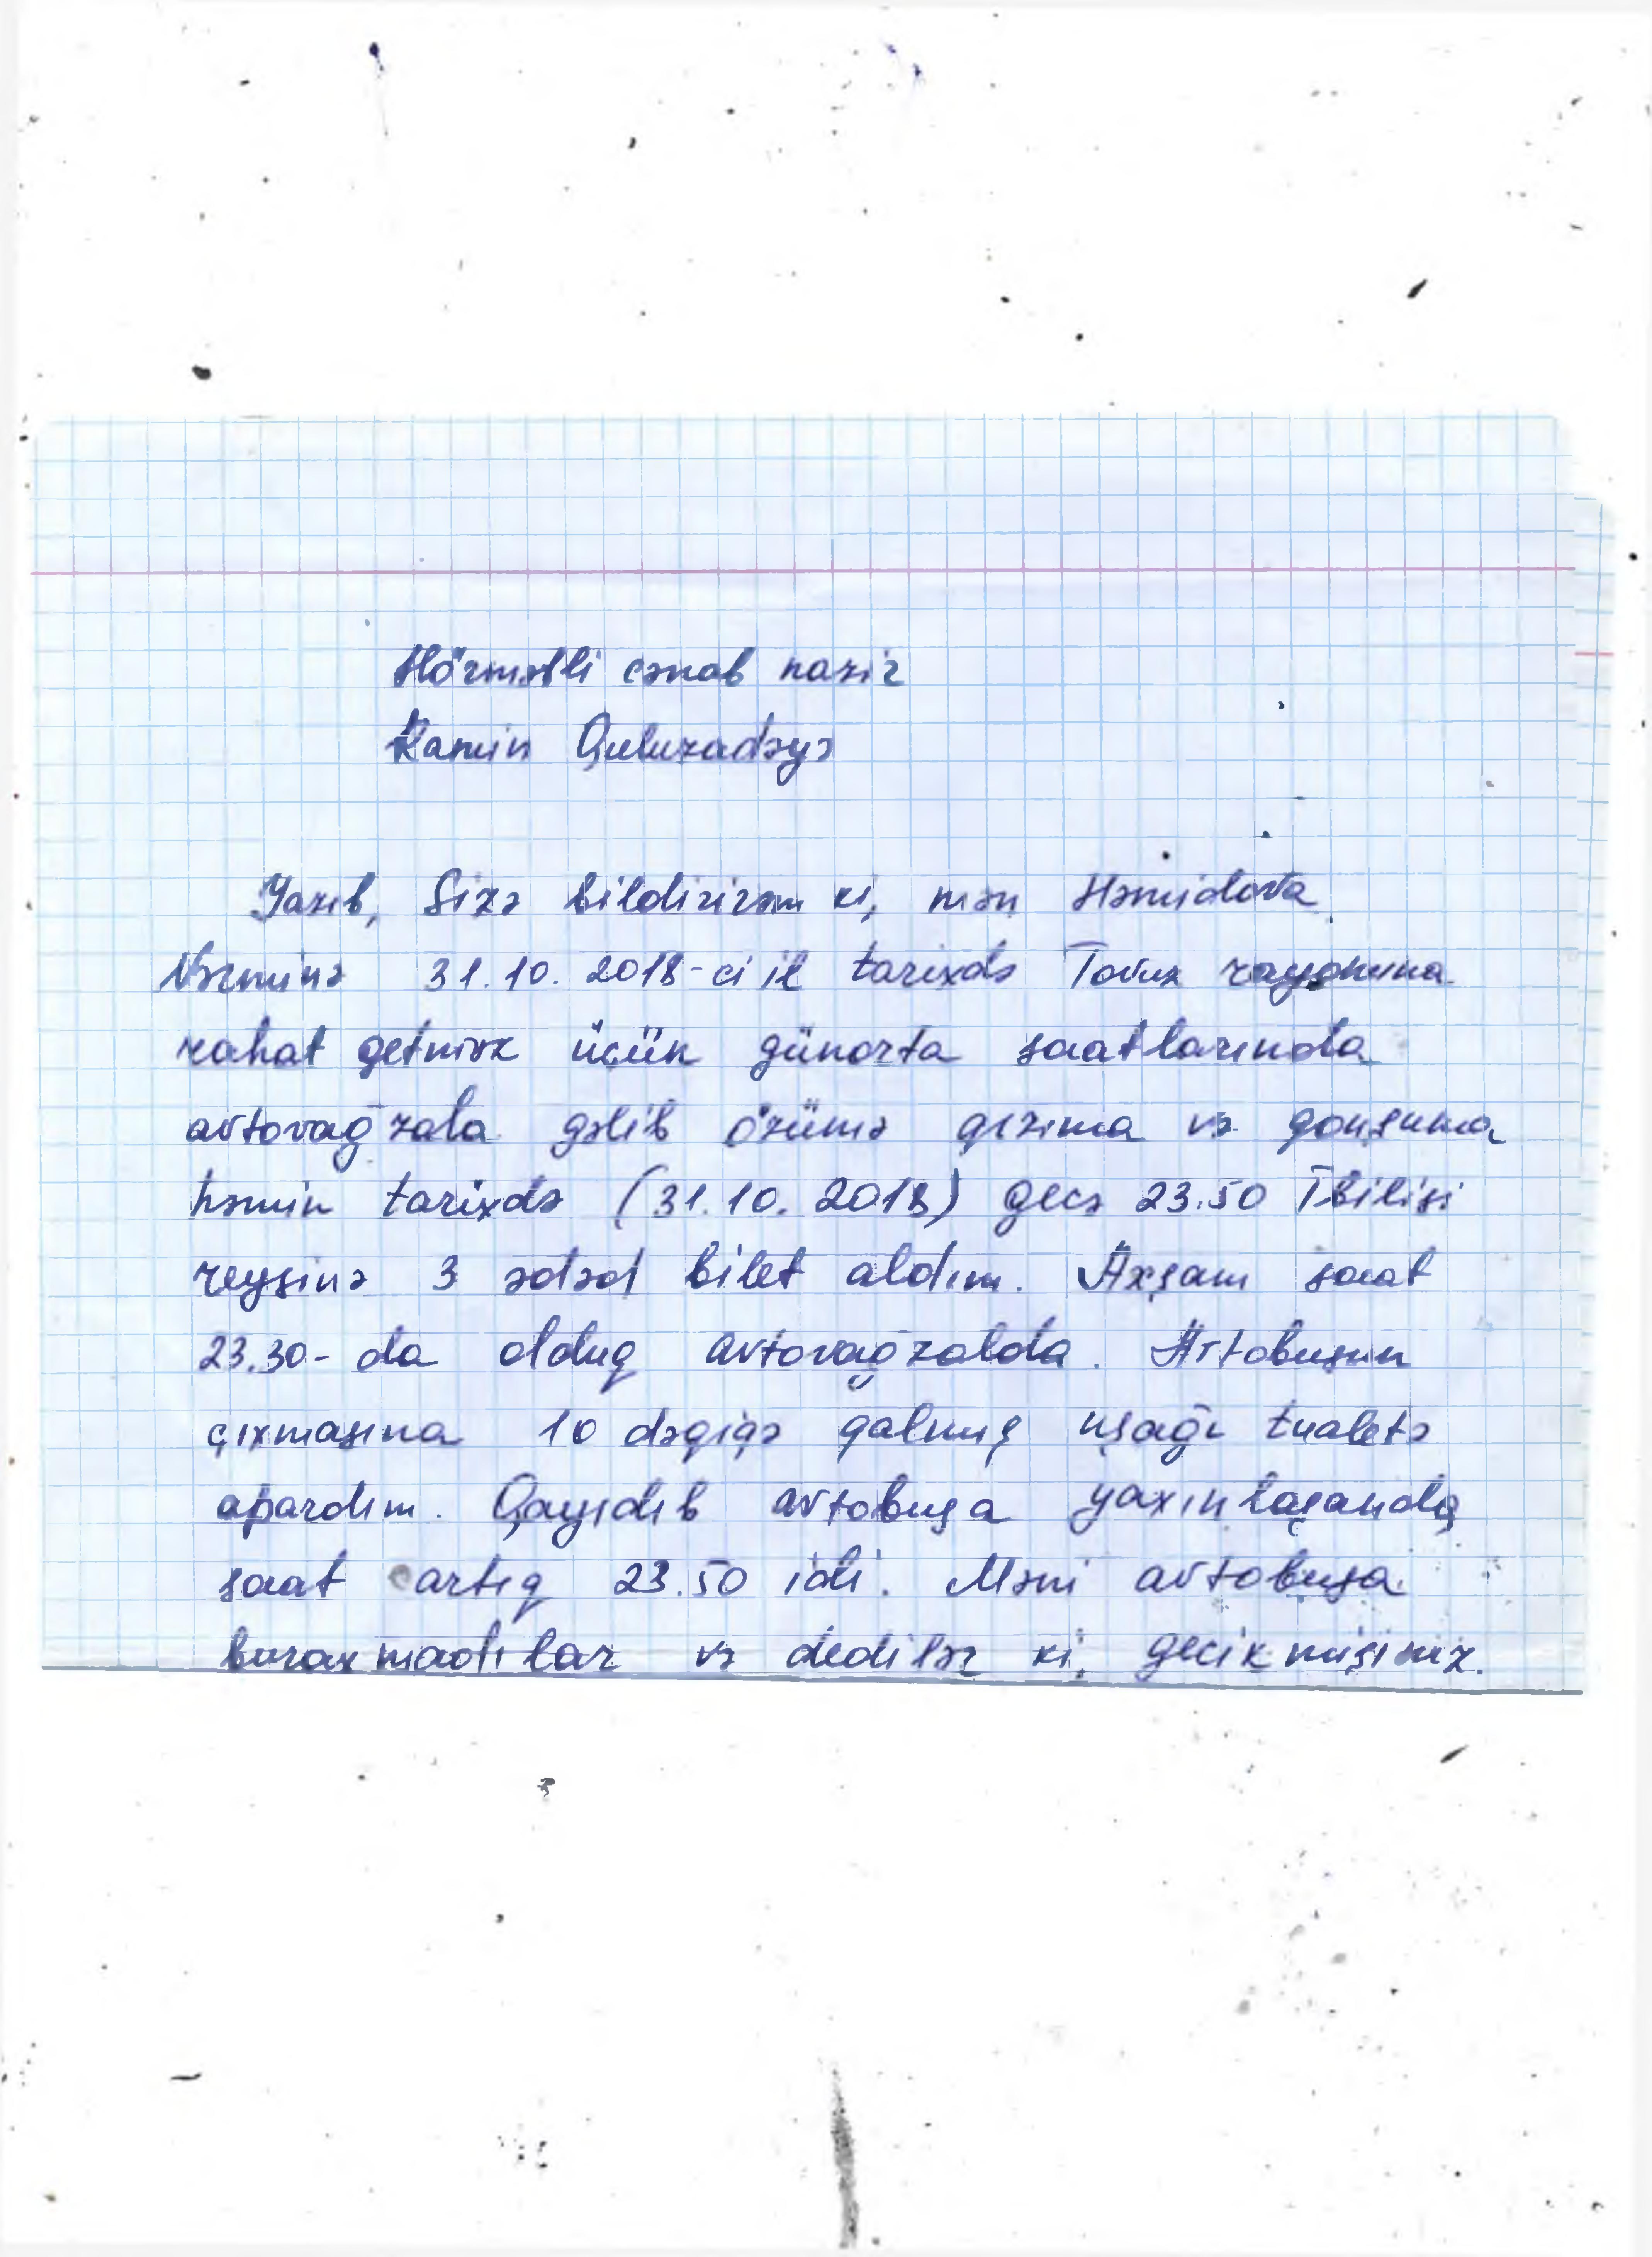 Hörmətli cənab nazir
Ramin Quluzadəyə
Yazıb, Sizə bildirirəm ki, mən Həmidova
Nərminə 31.10.2018-ci il tarixdə Tovuz rayonuna
rahat getmək üçün günorta saatlarında
avtovağzala gəlib özümə qızıma və qonşuma
həmin tarixdə (31.10.2018) gecə 23.50 Tbilisi
reysinə 3 ədəd bilet aldım. Axşam saat
23.30-da olduq avtovağzalda. Avtobusun
çıxmasına 10 dəqiqə qalmış uşağı tualetə
apardım. Qayıdıb avtobusa yaxınlaşanda
saat artıq 23.50 idi. Məni avtobusa
buraxmadılar və dedilər ki, gecikmisiniz.